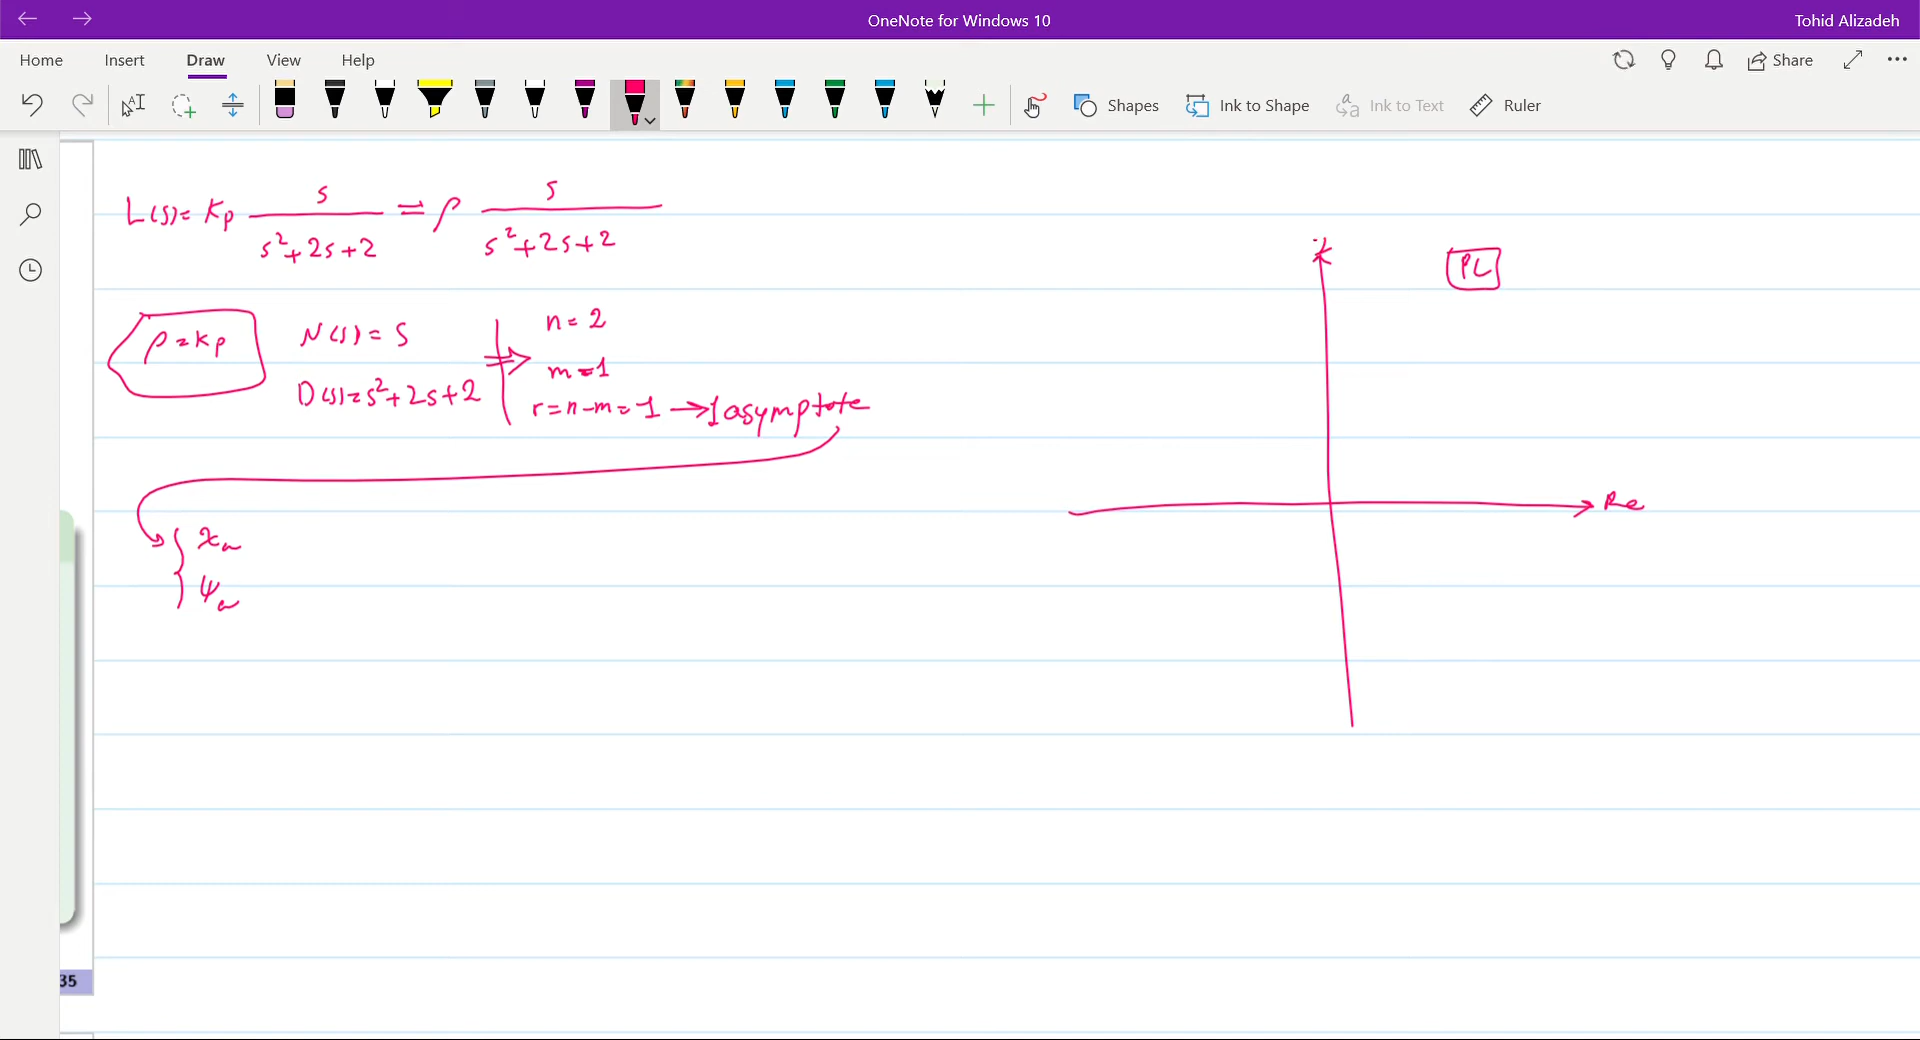 OneNote for Windows 10
Tohid Alizadeh
Home Insert Draw View Help
Share
Shapes Ink to Shape Ink to Text Ruler
L(s)= Kp s/(s²+2s+2) = ρ s/(s²+2s+2)
PL
ρ=Kp
N(s)= S
D(s)=s²+2s+2
n=2
m=1
r=n-m=1 →1 asymptote
Re
xa
ψa
35